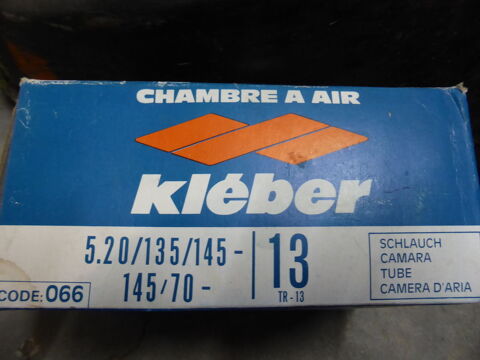 CHAMBRE A AIR
kléber
5.20/135/145-
145/70-
13
TR-13
SCHLAUCH
CAMARA
TUBE
CAMERA D'ARIA
CODE: 066